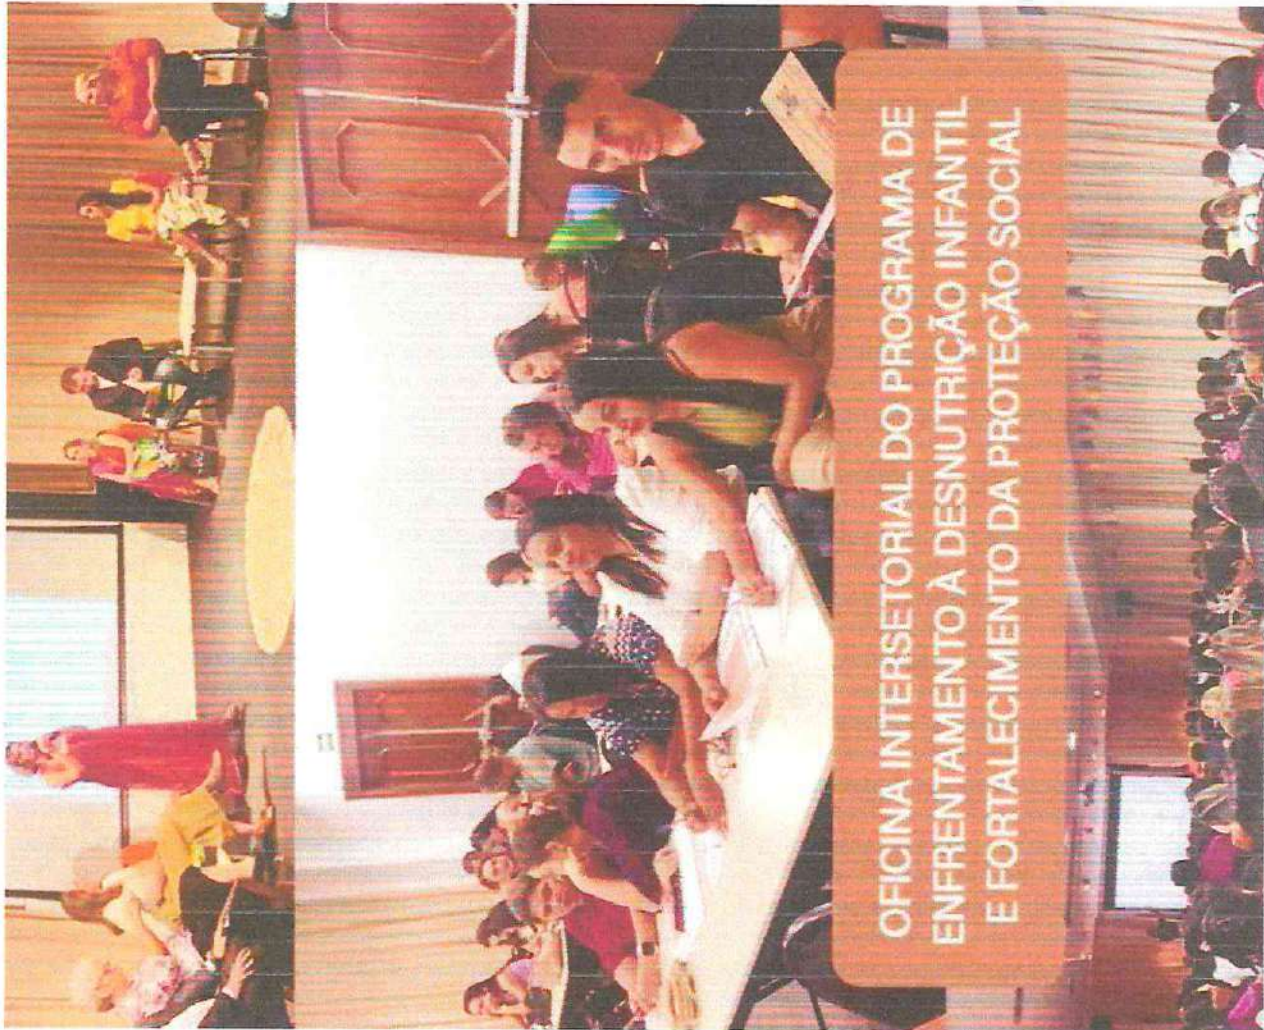 OFICINA INTERSETORIAL DO PROGRAMA DE
ENFRENTAMENTO À DESNUTRIÇÃO INFANTIL
E FORTALECIMENTO DA PROTEÇÃO SOCIAL